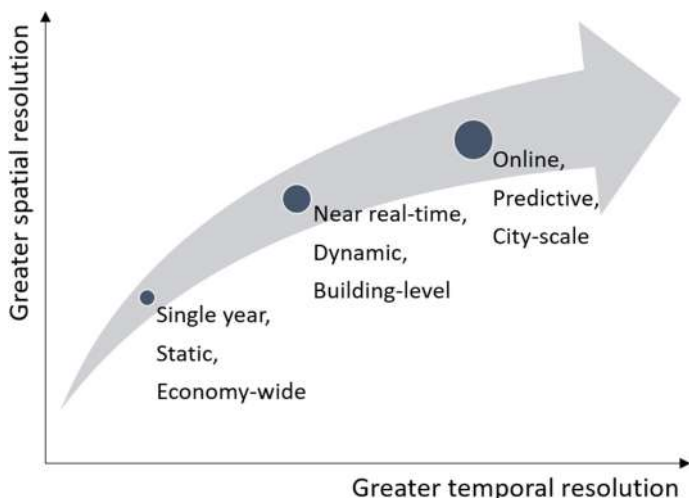 Greater spatial resolution
Online,
Predictive,
City-scale
Near real-time,
Dynamic,
Building-level
Single year,
Static,
Economy-wide
Greater temporal resolution